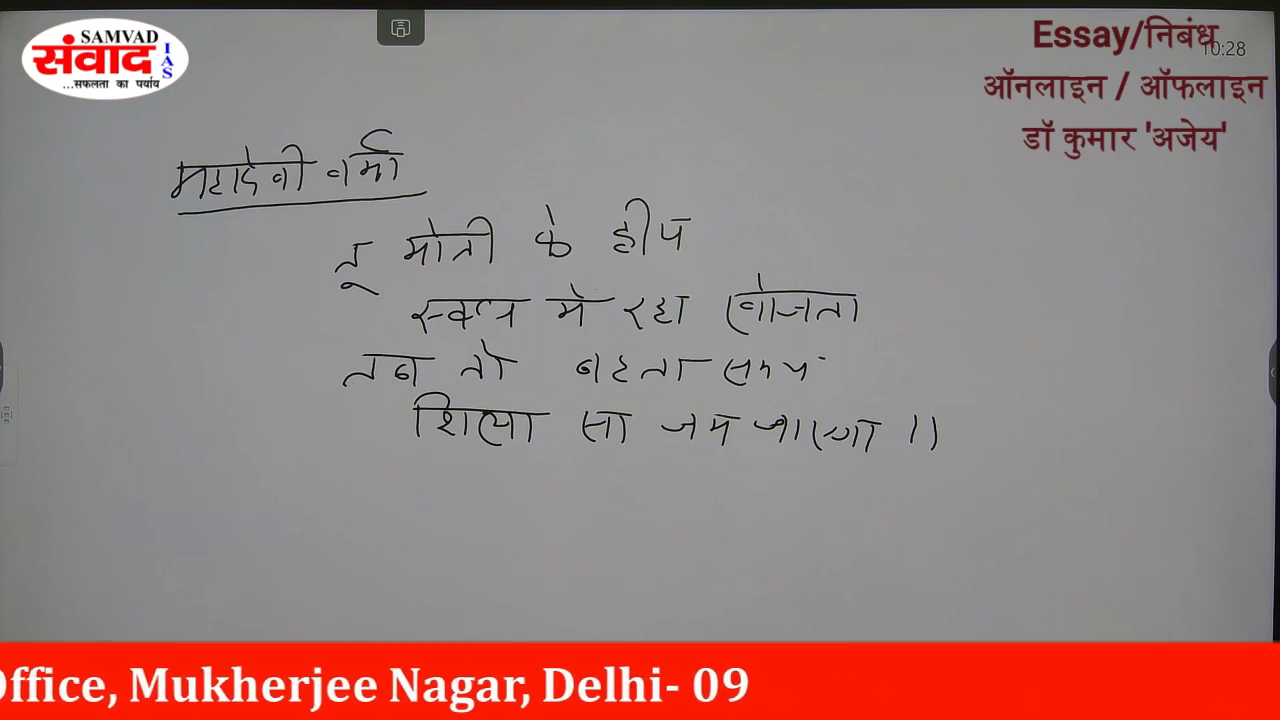 SAMVAD
संवाद
IAS
...सफलता का पर्याय
Essay/निबंध
10:28
ऑनलाइन / ऑफलाइन
डॉ कुमार 'अजेय'
महादेवी वर्मा
तू मोती के द्वीप
स्वप्न में रहा खोजता
तब तो बहता समय
शिला सा जम जाएगा ।।
Office, Mukherjee Nagar, Delhi- 09